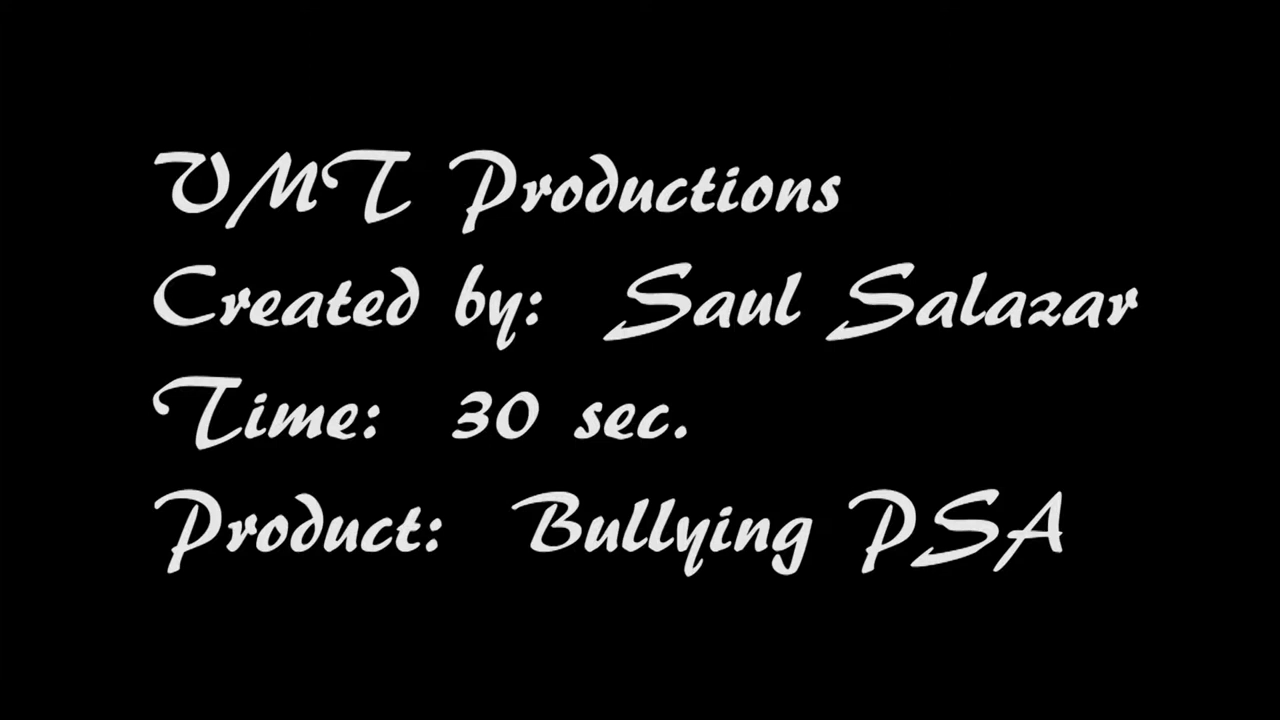 VMT Productions
Created by: Saul Salazar
Time: 30 sec.
Product: Bullying PSA